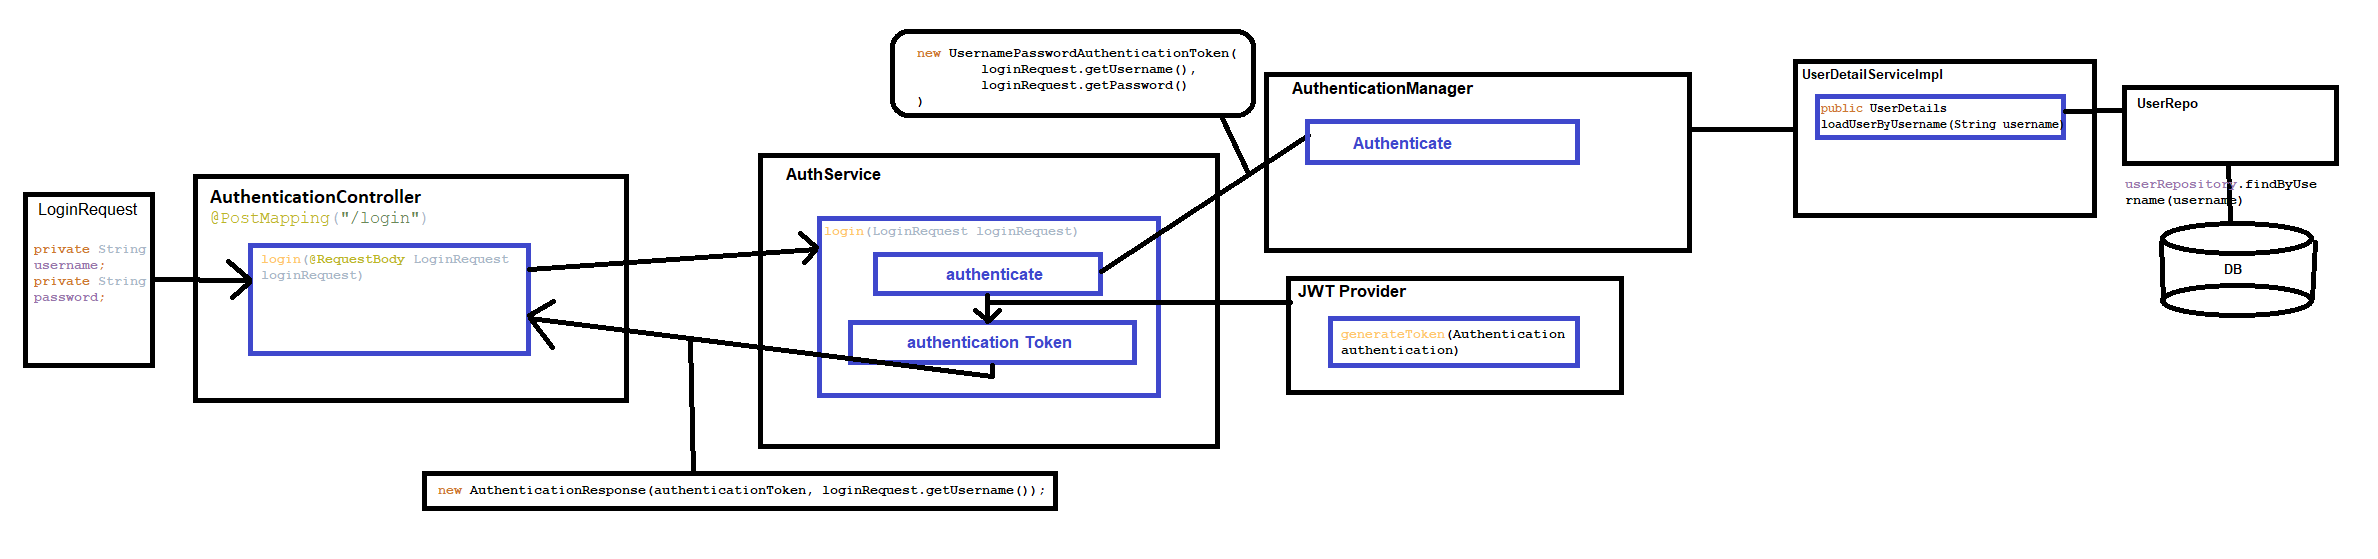 LoginRequest
private String
username;
private String
password;
AuthenticationController
@PostMapping("/login")
login(@RequestBody LoginRequest
loginRequest)
new UsernamePasswordAuthenticationToken(
loginRequest.getUsername(),
loginRequest.getPassword()
)
AuthService
login(LoginRequest loginRequest)
authenticate
authentication Token
AuthenticationManager
Authenticate
JWT Provider
generateToken(Authentication
authentication)
UserDetailServiceImpl
public UserDetails
loadUserByUsername(String username)
UserRepo
userRepository.findByUse
rname(username)
DB
new AuthenticationResponse(authenticationToken, loginRequest.getUsername());